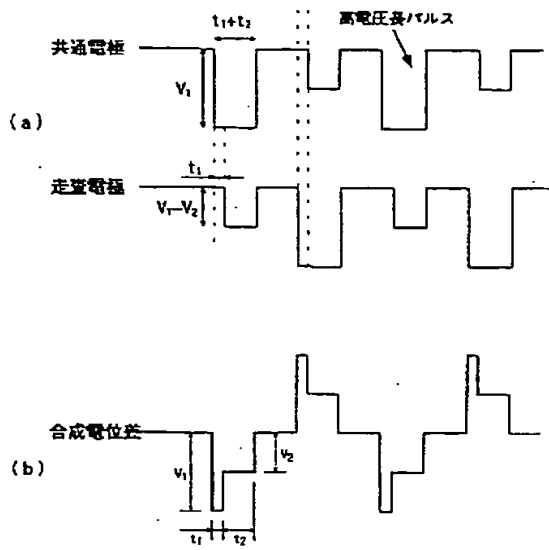 t₁+t₂
高電圧長パルス
共通電極
V₁
(a)
t₁
走査電極
V₁−V₂
合成電位差
(b)
V₁
V₂
t₁
t₂